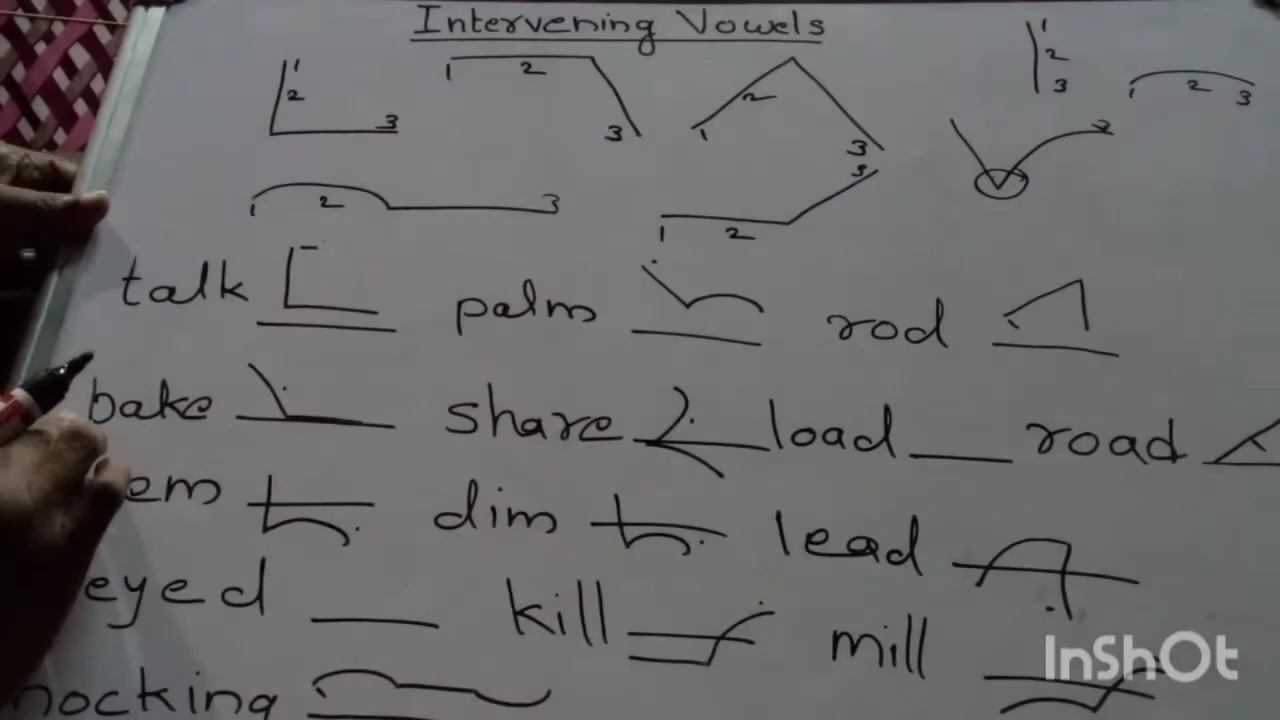 Intervening Vowels
1 2 3 1 2 3 1 2 3 1 2 3 1 2 3
1 2 3 1 2 3
talk palm rod
bake share load road
em dim lead
eyed kill mill
nocking
InShOt